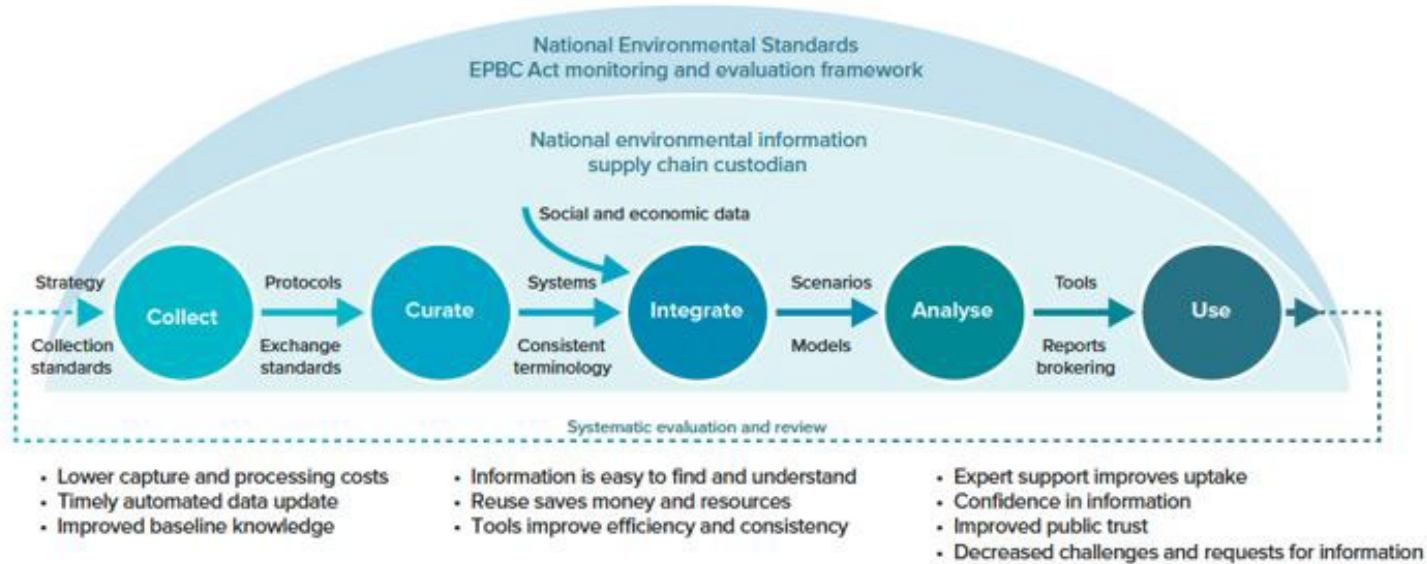 National Environmental Standards
EPBC Act monitoring and evaluation framework
National environmental information
supply chain custodian
Social and economic data
Strategy
Collection
standards
Collect
Protocols
Exchange
standards
Curate
Systems
Consistent
terminology
Integrate
Scenarios
Models
Analyse
Tools
Reports
brokering
Use
Systematic evaluation and review
• Lower capture and processing costs
• Timely automated data update
• Improved baseline knowledge
• Information is easy to find and understand
• Reuse saves money and resources
• Tools improve efficiency and consistency
• Expert support improves uptake
• Confidence in information
• Improved public trust
• Decreased challenges and requests for information